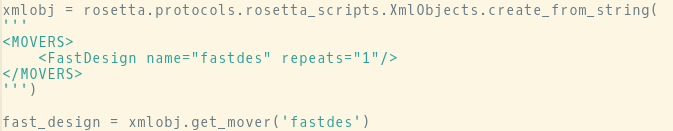 xmlobj = rosetta.protocols.rosetta_scripts.XmlObjects.create_from_string(
'''
<MOVERS>
    <FastDesign name="fastdes" repeats="1"/>
</MOVERS>
''')

fast_design = xmlobj.get_mover('fastdes')